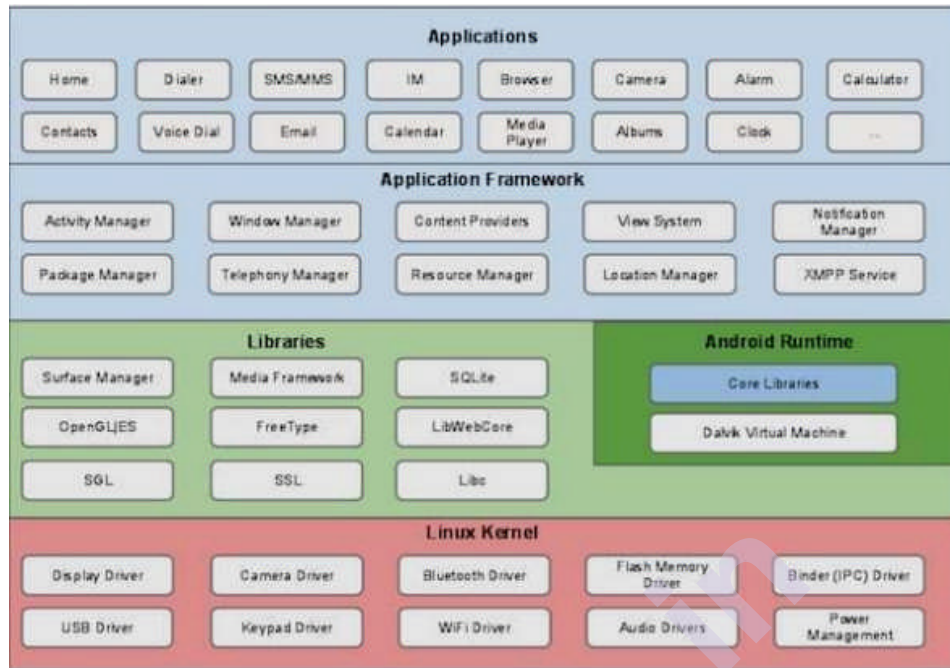 Applications
Home Dialer SMS/MMS IM Browser Camera Alarm Calculator
Contacts Voice Dial Email Calendar Media Player Albums Clock ...
Application Framework
Activity Manager Window Manager Content Providers View System Notification Manager
Package Manager Telephony Manager Resource Manager Location Manager XMPP Service
Libraries
Surface Manager Media Framework SQLite
OpenGL|ES FreeType LibWebCore
SGL SSL Libc
Android Runtime
Core Libraries
Dalvik Virtual Machine
Linux Kernel
Display Driver Camera Driver Bluetooth Driver Flash Memory Driver Binder (IPC) Driver
USB Driver Keypad Driver WiFi Driver Audio Drivers Power Management
in